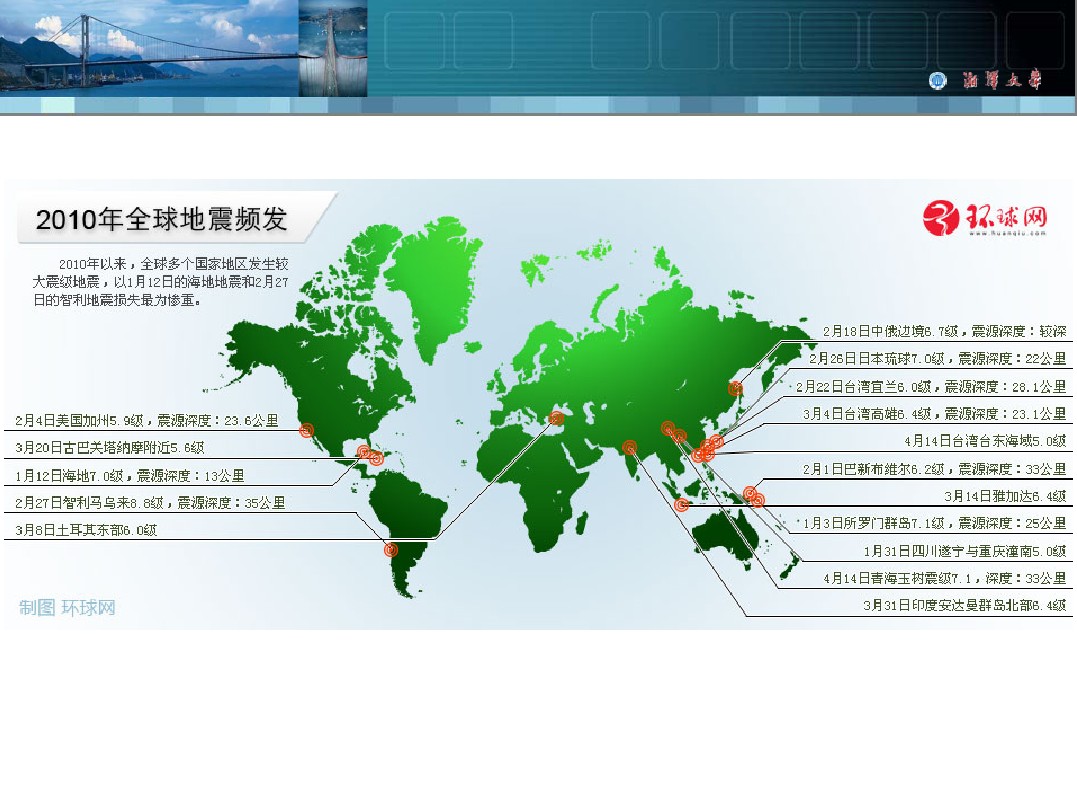 湘潭大学
2010年全球地震频发
2010年以来，全球多个国家地区发生较
大震级地震，以1月12日的海地地震和2月27
日的智利地震损失最为惨重。
环球网
www.huanqiu.com
2月4日美国加州5.9级，震源深度：23.6公里
3月20日古巴关塔纳摩附近5.6级
1月12日海地7.0级，震源深度：13公里
2月27日智利马乌来8.8级，震源深度：35公里
3月8日土耳其东部6.0级
2月18日中俄边境6.7级，震源深度：较深
2月26日日本琉球7.0级，震源深度：22公里
2月22日台湾宜兰6.0级，震源深度：28.1公里
3月4日台湾高雄6.4级，震源深度：23.1公里
4月14日台湾台东海域5.0级
2月1日巴新布维尔6.2级，震源深度：33公里
3月14日雅加达6.4级
1月3日所罗门群岛7.1级，震源深度：25公里
1月31日四川遂宁与重庆潼南5.0级
4月14日青海玉树震级7.1，深度：33公里
3月31日印度安达曼群岛北部6.4级
制图 环球网